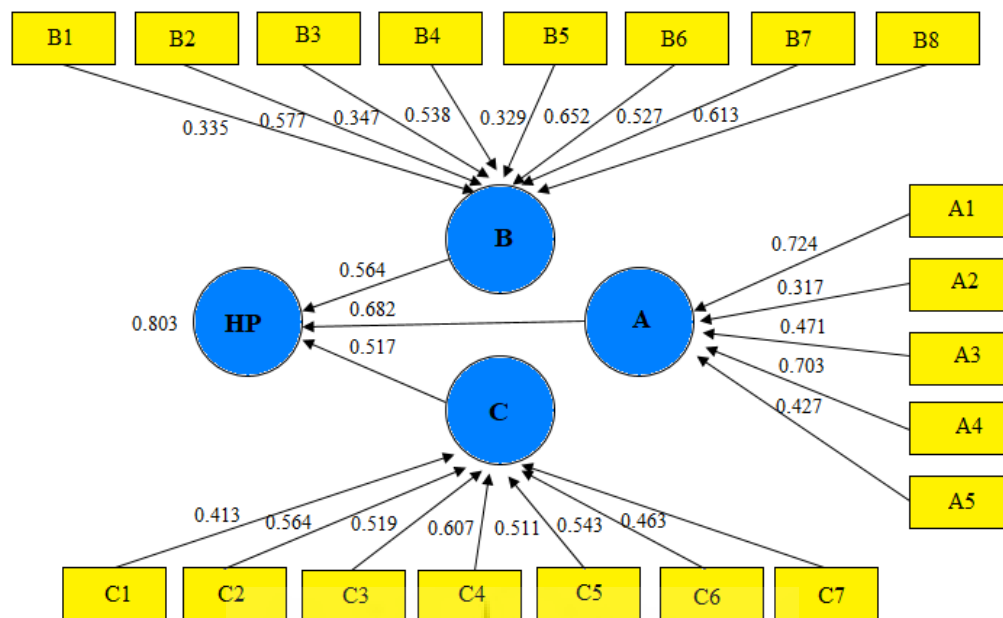 B1 B2 B3 B4 B5 B6 B7 B8
0.335 0.577 0.347 0.538 0.329 0.652 0.527 0.613
B
A1
0.724
0.564
A2
0.317
0.803 HP 0.682 A
0.471 A3
0.517
0.703
0.427 A4
C
A5
0.413 0.564 0.519 0.607 0.511 0.543 0.463
C1 C2 C3 C4 C5 C6 C7